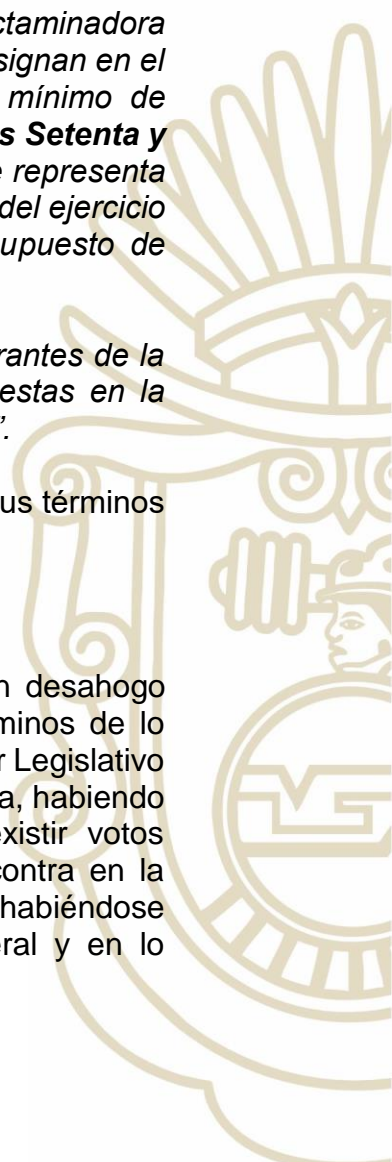 ctaminadora
signan en el
mínimo de
s Setenta y
e representa
del ejercicio
upuesto de
rantes de la
estas en la
”.
us términos
n desahogo
minos de lo
r Legislativo
a, habiendo
existir votos
contra en la
habiéndose
eral y en lo